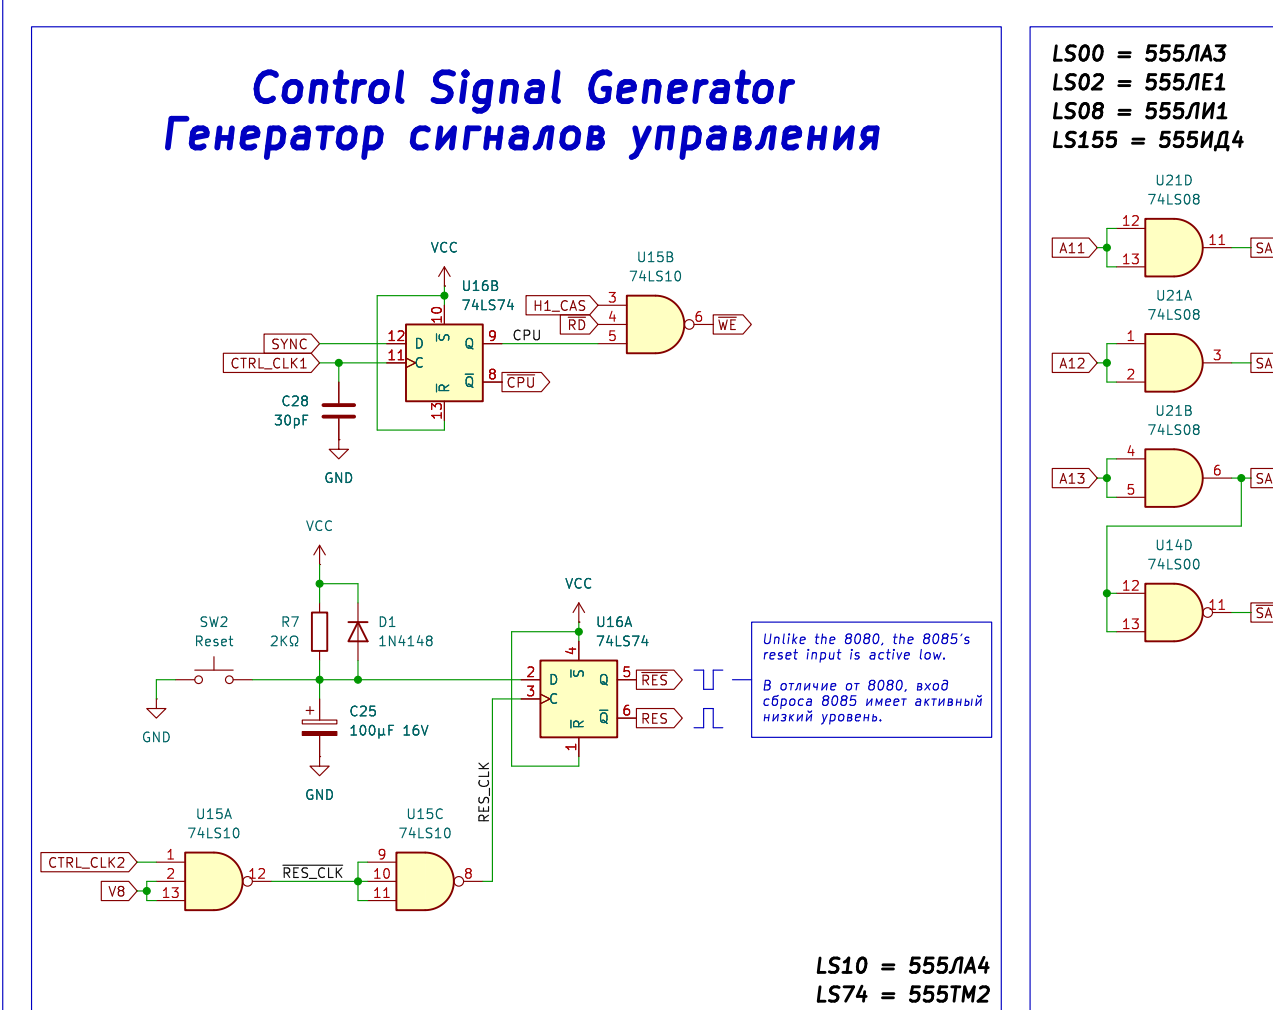 Control Signal Generator
Генератор сигналов управления
VCC
U16B
74LS74
U15B
74LS10
H1_CAS
RD
3
4
5
6
WE
SYNC
CTRL_CLK1
12
11
10
13
D
C
S
R
Q
Q
9
8
CPU
CPU
C28
30pF
GND
VCC
SW2
Reset
R7
2KΩ
D1
1N4148
GND
+
C25
100µF 16V
GND
VCC
U16A
74LS74
2
3
4
1
D
C
S
R
Q
Q
5
6
RES
RES
RES_CLK
Unlike the 8080, the 8085's
reset input is active low.
В отличие от 8080, вход
сброса 8085 имеет активный
низкий уровень.
U15A
74LS10
CTRL_CLK2
V8
1
2
13
12
RES_CLK
U15C
74LS10
9
10
11
8
LS10 = 555ЛА4
LS74 = 555ТМ2
LS00 = 555ЛА3
LS02 = 555ЛЕ1
LS08 = 555ЛИ1
LS155 = 555ИД4
U21D
74LS08
A11
12
13
11
SA
U21A
74LS08
A12
1
2
3
SA
U21B
74LS08
A13
4
5
6
SA
U14D
74LS00
12
13
11
SA